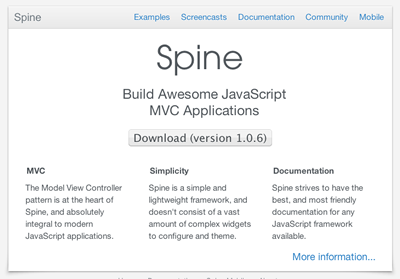 Spine
Examples Screencasts Documentation Community Mobile
Spine
Build Awesome JavaScript
MVC Applications
Download (version 1.0.6)
MVC
The Model View Controller
pattern is at the heart of
Spine, and absolutely
integral to modern
JavaScript applications.
Simplicity
Spine is a simple and
lightweight framework, and
doesn't consist of a vast
amount of complex widgets
to configure and theme.
Documentation
Spine strives to have the
best, and most friendly
documentation for any
JavaScript framework
available.
More information...